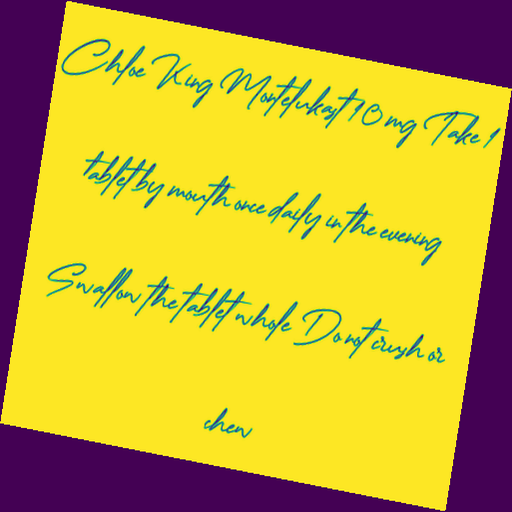 Chloe King Montelukast 10 mg Take 1
tablet by mouth once daily in the evening
Swallow the tablet whole Do not crush or
chew